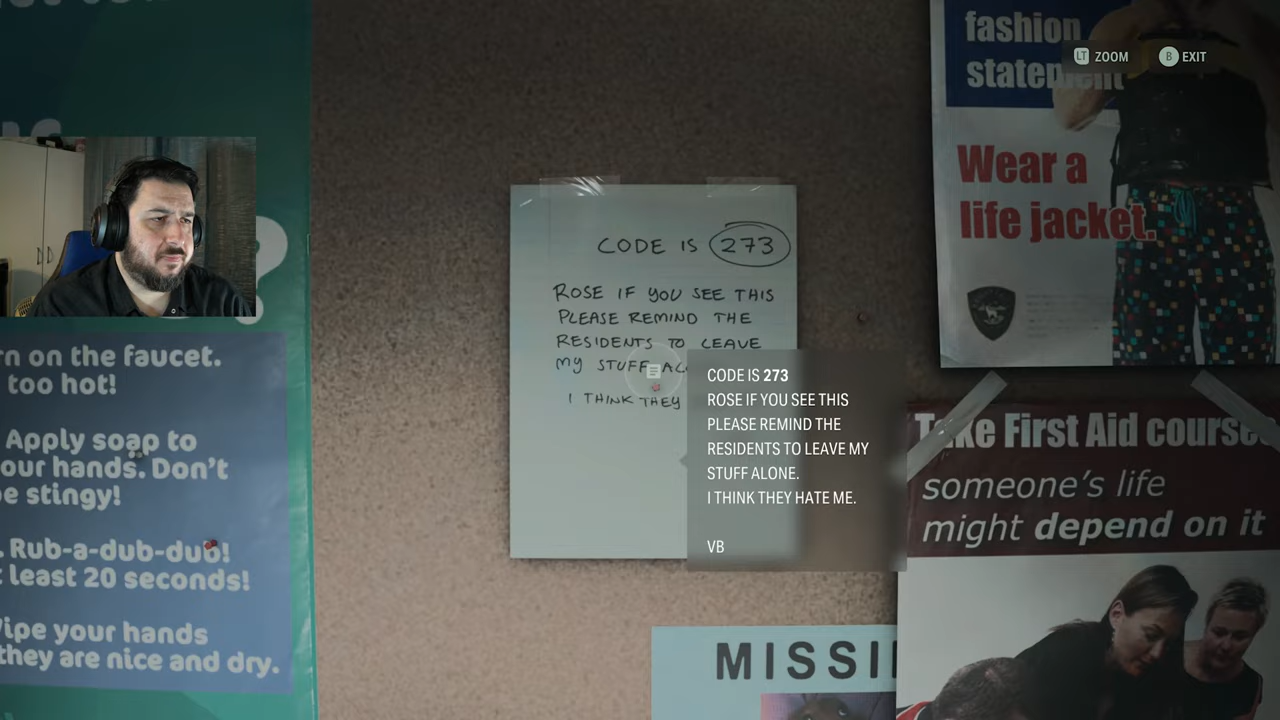 fashion
statement
LT ZOOM
B EXIT
Wear a
life jacket.
CODE IS 273
ROSE IF YOU SEE THIS
PLEASE REMIND THE
RESIDENTS TO LEAVE
MY STUFF
I THINK THEY
CODE IS 273
ROSE IF YOU SEE THIS
PLEASE REMIND THE
RESIDENTS TO LEAVE MY
STUFF ALONE.
I THINK THEY HATE ME.
VB
?
rn on the faucet.
too hot!
Apply soap to
our hands. Don't
be stingy!
. Rub-a-dub-dub!
t least 20 seconds!
ipe your hands
they are nice and dry.
Take First Aid course
someone's life
might depend on it
MISSI